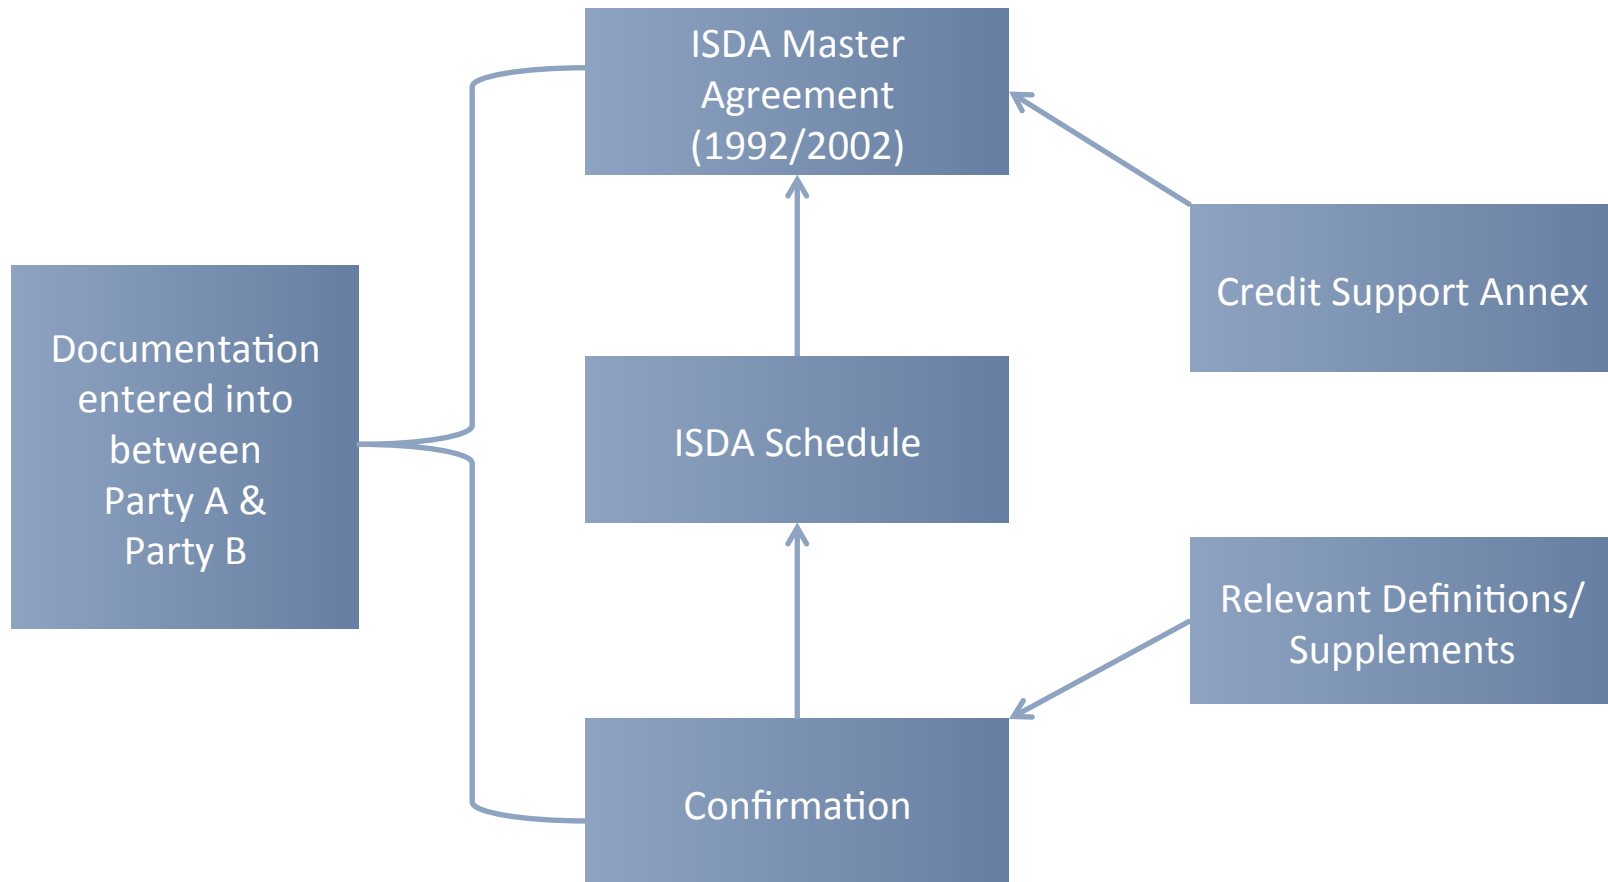 ISDA Master
Agreement
(1992/2002)
Credit Support Annex
Documentation
entered into
between
Party A &
Party B
ISDA Schedule
Relevant Definitions/
Supplements
Confirmation